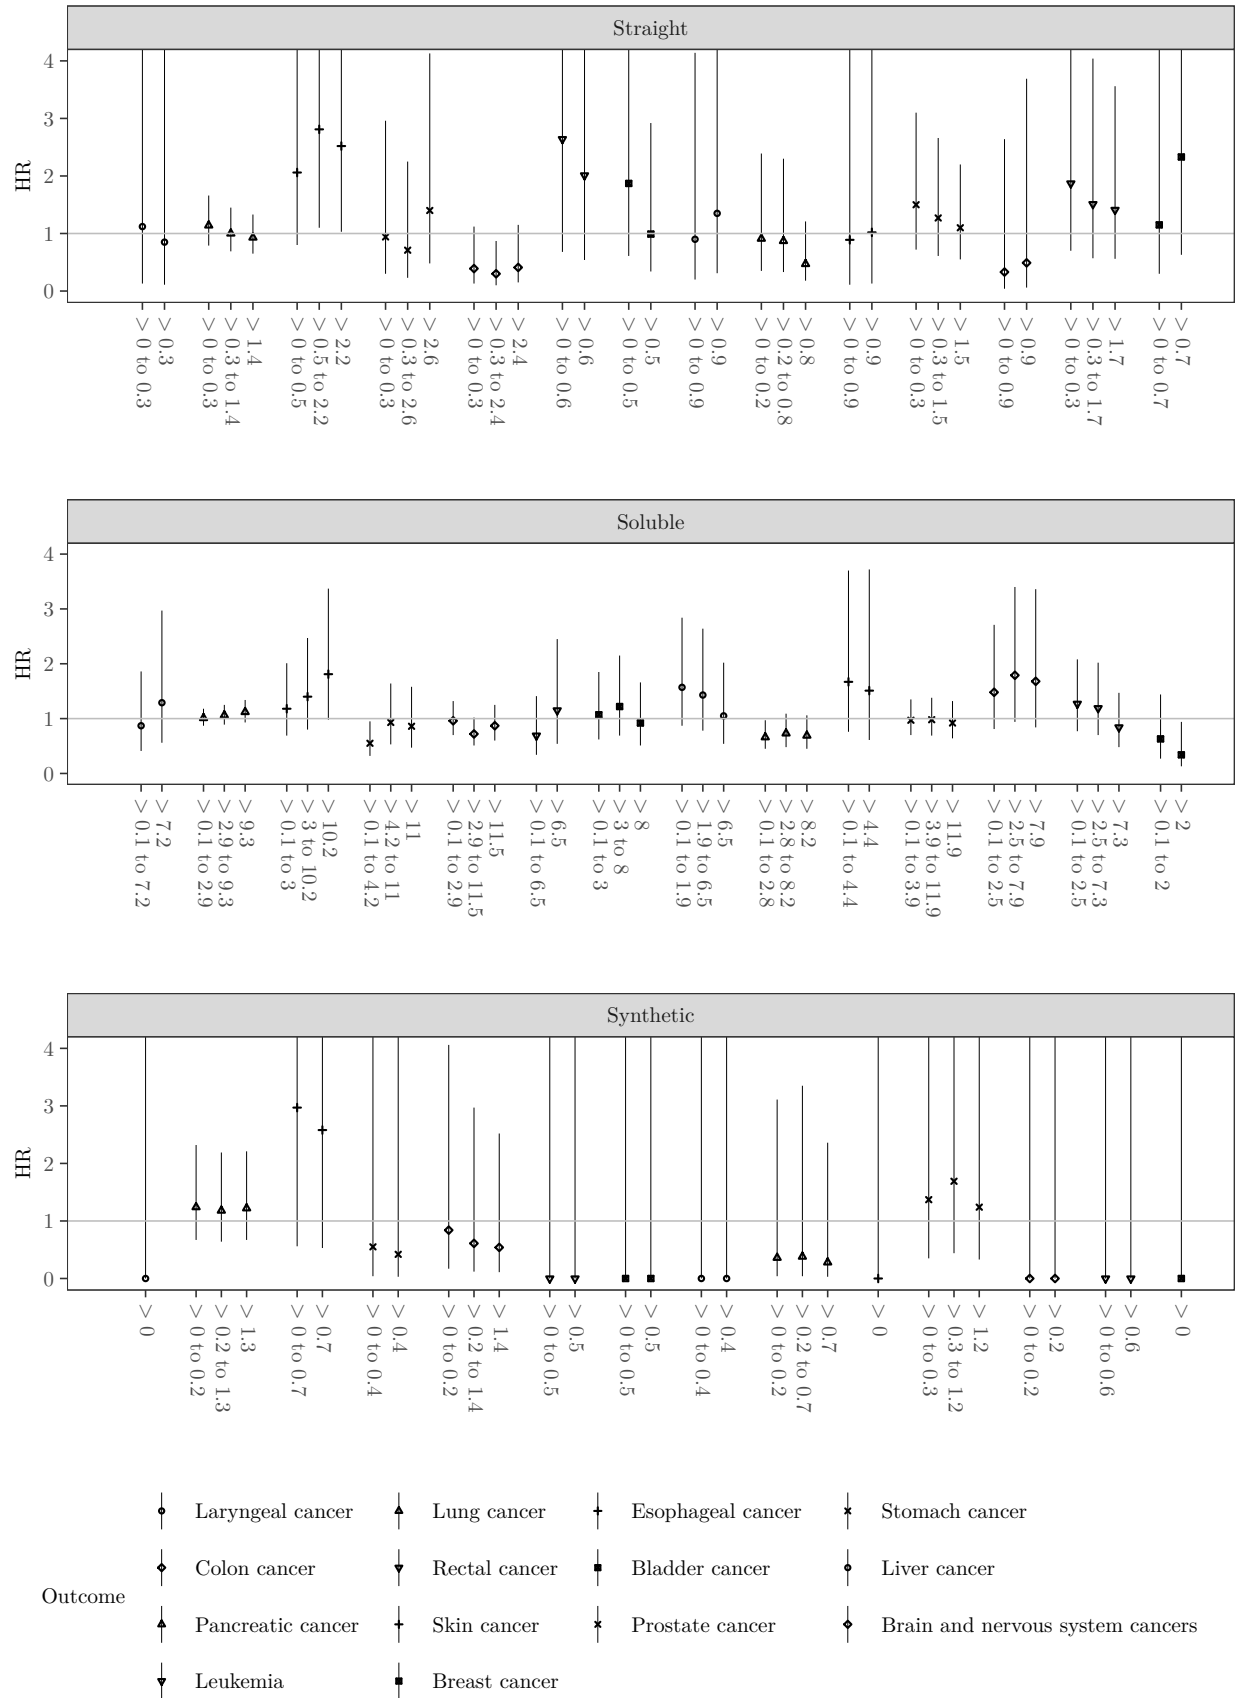 Straight
4
3
2
1
0
HR
> 0 to 0.3
> 0.3
> 0 to 0.3
> 0.3 to 1.4
> 1.4
> 0 to 0.5
> 0.5 to 2.2
> 2.2
> 0 to 0.3
> 0.3 to 2.6
> 2.6
> 0 to 0.3
> 0.3 to 2.4
> 2.4
> 0 to 0.6
> 0.6
> 0 to 0.5
> 0.5
> 0 to 0.9
> 0.9
> 0 to 0.2
> 0.2 to 0.8
> 0.8
> 0 to 0.9
> 0.9
> 0 to 0.3
> 0.3 to 1.5
> 1.5
> 0 to 0.9
> 0.9
> 0 to 0.3
> 0.3 to 1.7
> 1.7
> 0 to 0.7
> 0.7
Soluble
4
3
2
1
0
HR
> 0.1 to 7.2
> 7.2
> 0.1 to 2.9
> 2.9 to 9.3
> 9.3
> 0.1 to 3
> 3 to 10.2
> 10.2
> 0.1 to 4.2
> 4.2 to 11
> 11
> 0.1 to 2.9
> 2.9 to 11.5
> 11.5
> 0.1 to 6.5
> 6.5
> 0.1 to 3
> 3 to 8
> 8
> 0.1 to 1.9
> 1.9 to 6.5
> 6.5
> 0.1 to 2.8
> 2.8 to 8.2
> 8.2
> 0.1 to 4.4
> 4.4
> 0.1 to 3.9
> 3.9 to 11.9
> 11.9
> 0.1 to 2.5
> 2.5 to 7.9
> 7.9
> 0.1 to 2.5
> 2.5 to 7.3
> 7.3
> 0.1 to 2
> 2
Synthetic
4
3
2
1
0
HR
> 0
> 0 to 0.2
> 0.2 to 1.3
> 1.3
> 0 to 0.7
> 0.7
> 0 to 0.4
> 0.4
> 0 to 0.2
> 0.2 to 1.4
> 1.4
> 0 to 0.5
> 0.5
> 0 to 0.5
> 0.5
> 0 to 0.4
> 0.4
> 0 to 0.2
> 0.2 to 0.7
> 0.7
> 0
> 0 to 0.3
> 0.3 to 1.2
> 1.2
> 0 to 0.2
> 0.2
> 0 to 0.6
> 0.6
> 0
Outcome
Laryngeal cancer
Lung cancer
Esophageal cancer
Stomach cancer
Colon cancer
Rectal cancer
Bladder cancer
Liver cancer
Pancreatic cancer
Skin cancer
Prostate cancer
Brain and nervous system cancers
Leukemia
Breast cancer